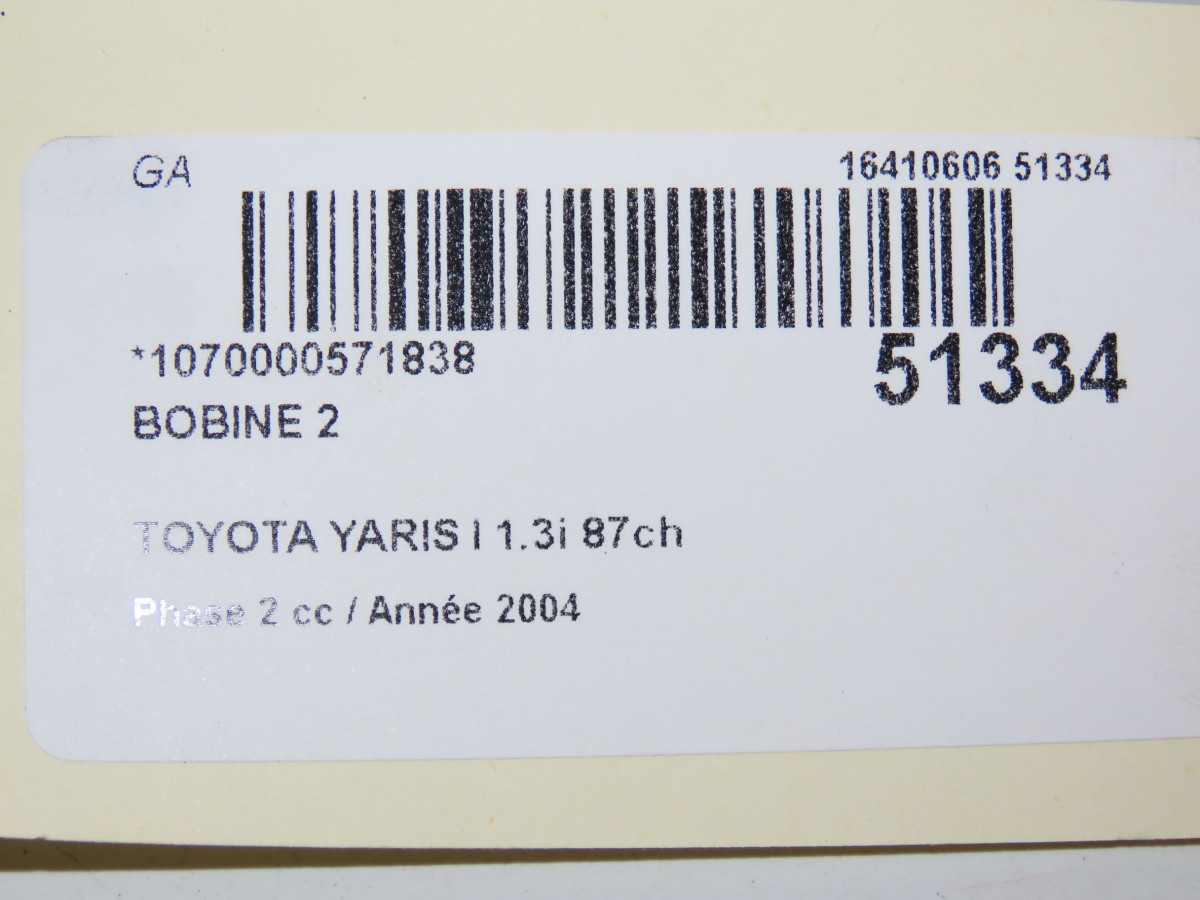 GA
16410606 51334
*1070000571838
51334
BOBINE 2
TOYOTA YARIS I 1.3i 87ch
Phase 2 cc / Année 2004